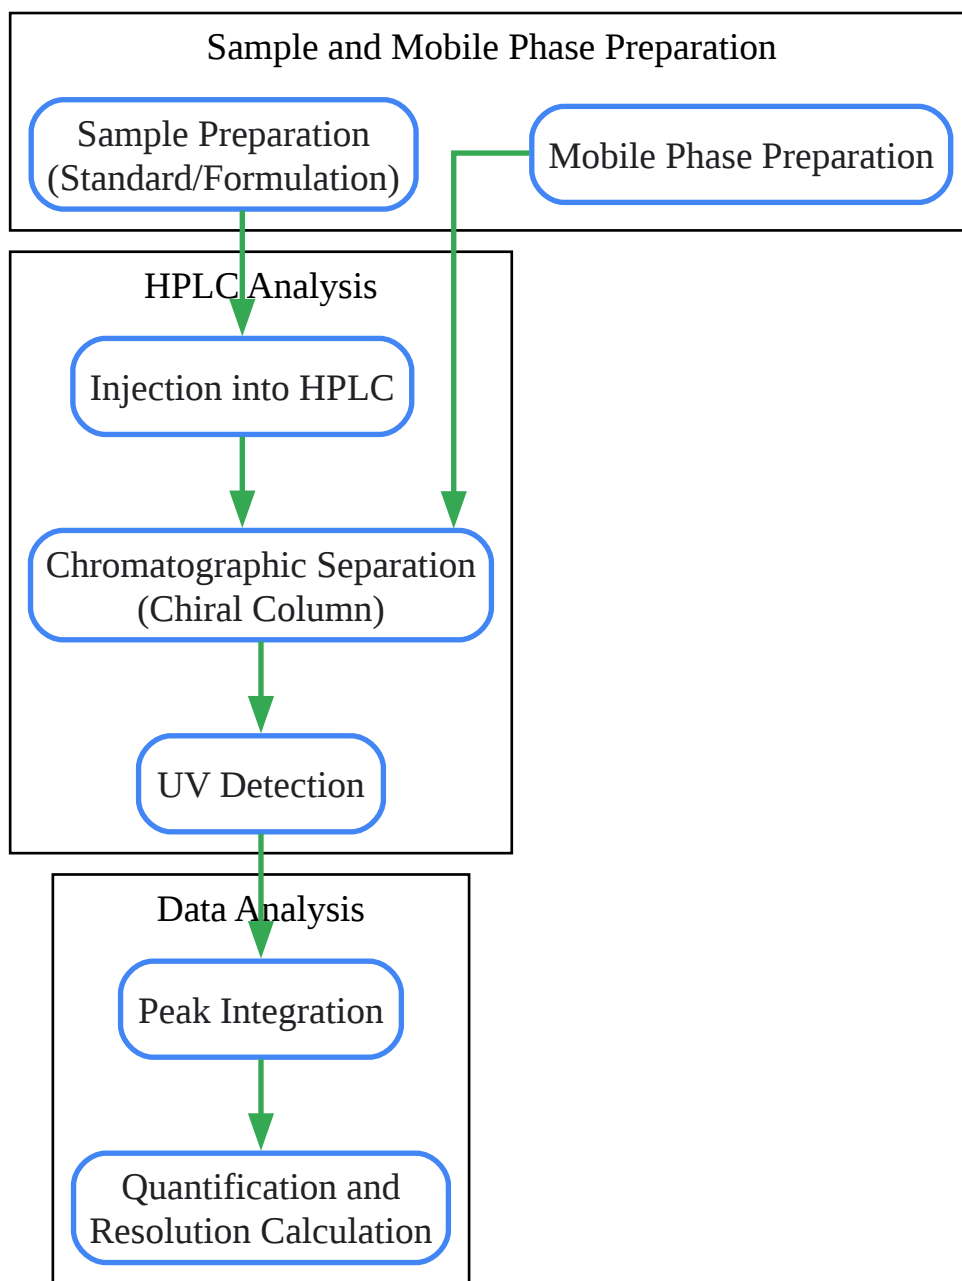 Sample and Mobile Phase Preparation
Sample Preparation
(Standard/Formulation)
Mobile Phase Preparation
HPLC Analysis
Injection into HPLC
Chromatographic Separation
(Chiral Column)
UV Detection
Data Analysis
Peak Integration
Quantification and
Resolution Calculation